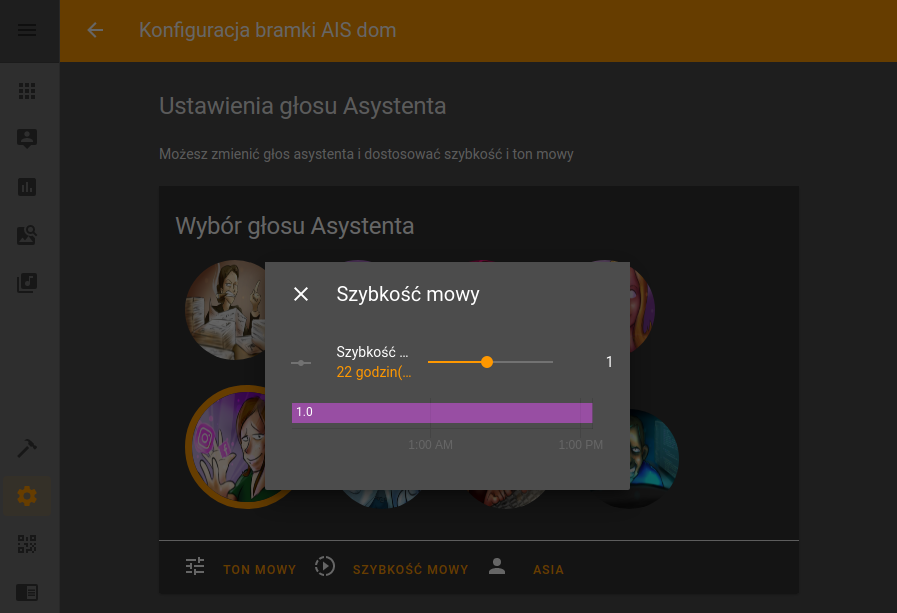 Konfiguracja bramki AIS dom
Ustawienia głosu Asystenta
Możesz zmienić głos asystenta i dostosować szybkość i ton mowy
Wybór głosu Asystenta
Szybkość mowy
Szybkość ...
22 godzin(...
1
1.0
1:00 AM
1:00 PM
TON MOWY
SZYBKOŚĆ MOWY
ASIA